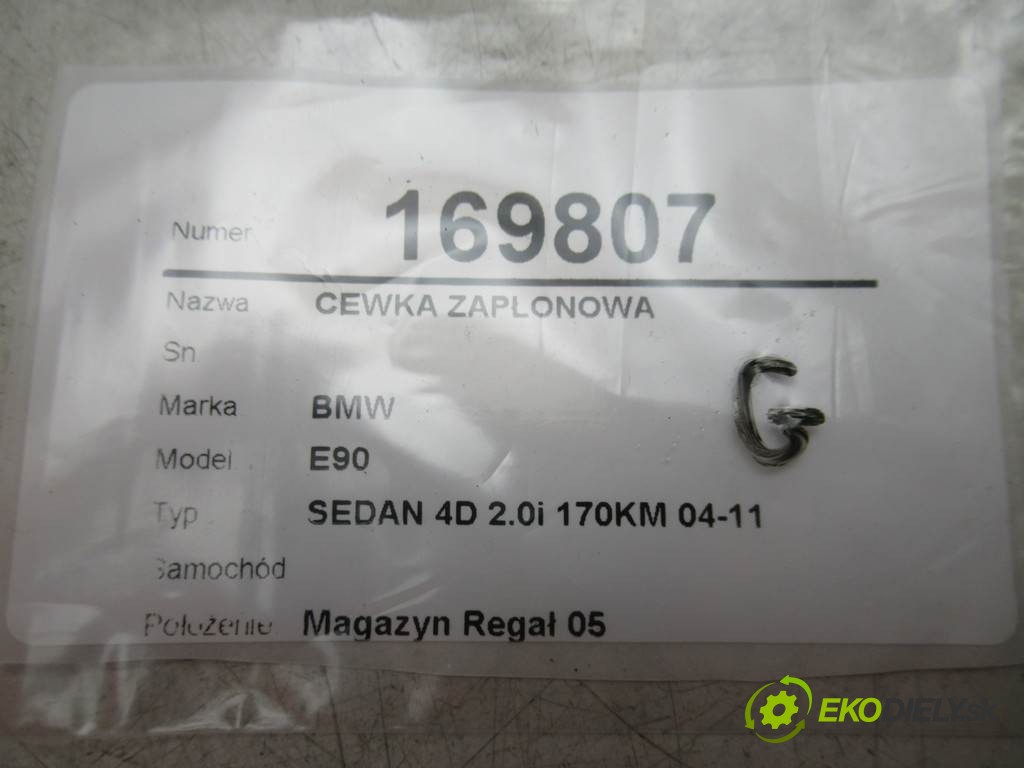 Numer 169807
Nazwa CEWKA ZAPŁONOWA
Sn
Marka BMW
G
Model E90
Typ SEDAN 4D 2.0i 170KM 04-11
Samochód
Położenie Magazyn Regał 05
EKODIELY.sk